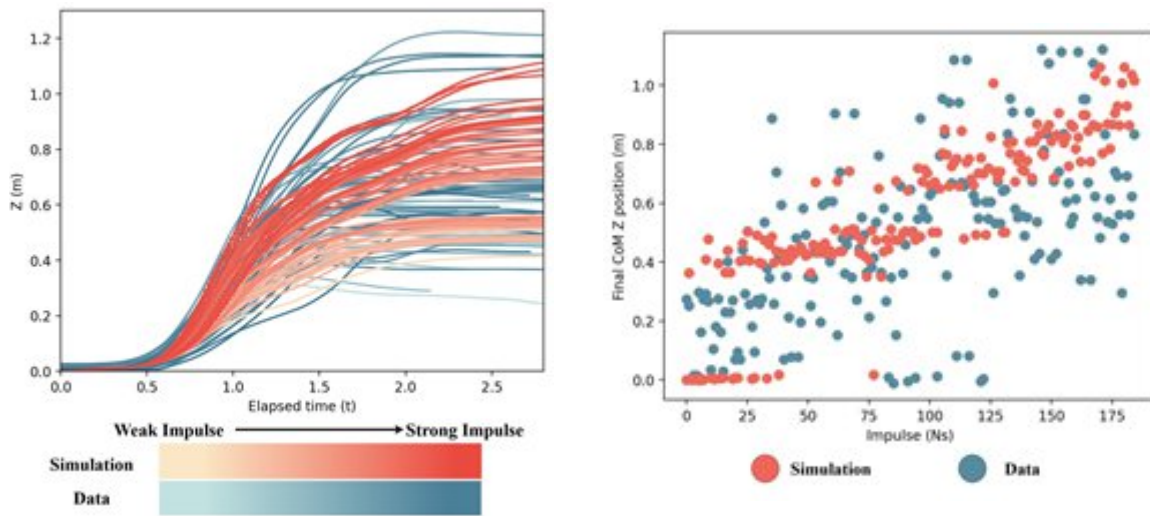 Z (m)
1.2
1.0
0.8
0.6
0.4
0.2
0.0
0.0 0.5 1.0 1.5 2.0 2.5
Elapsed time (t)
Weak Impulse Strong Impulse
Simulation
Data
Final CoM Z position (m)
1.0
0.8
0.6
0.4
0.2
0.0
0 25 50 75 100 125 150 175
Impulse (Ns)
Simulation Data